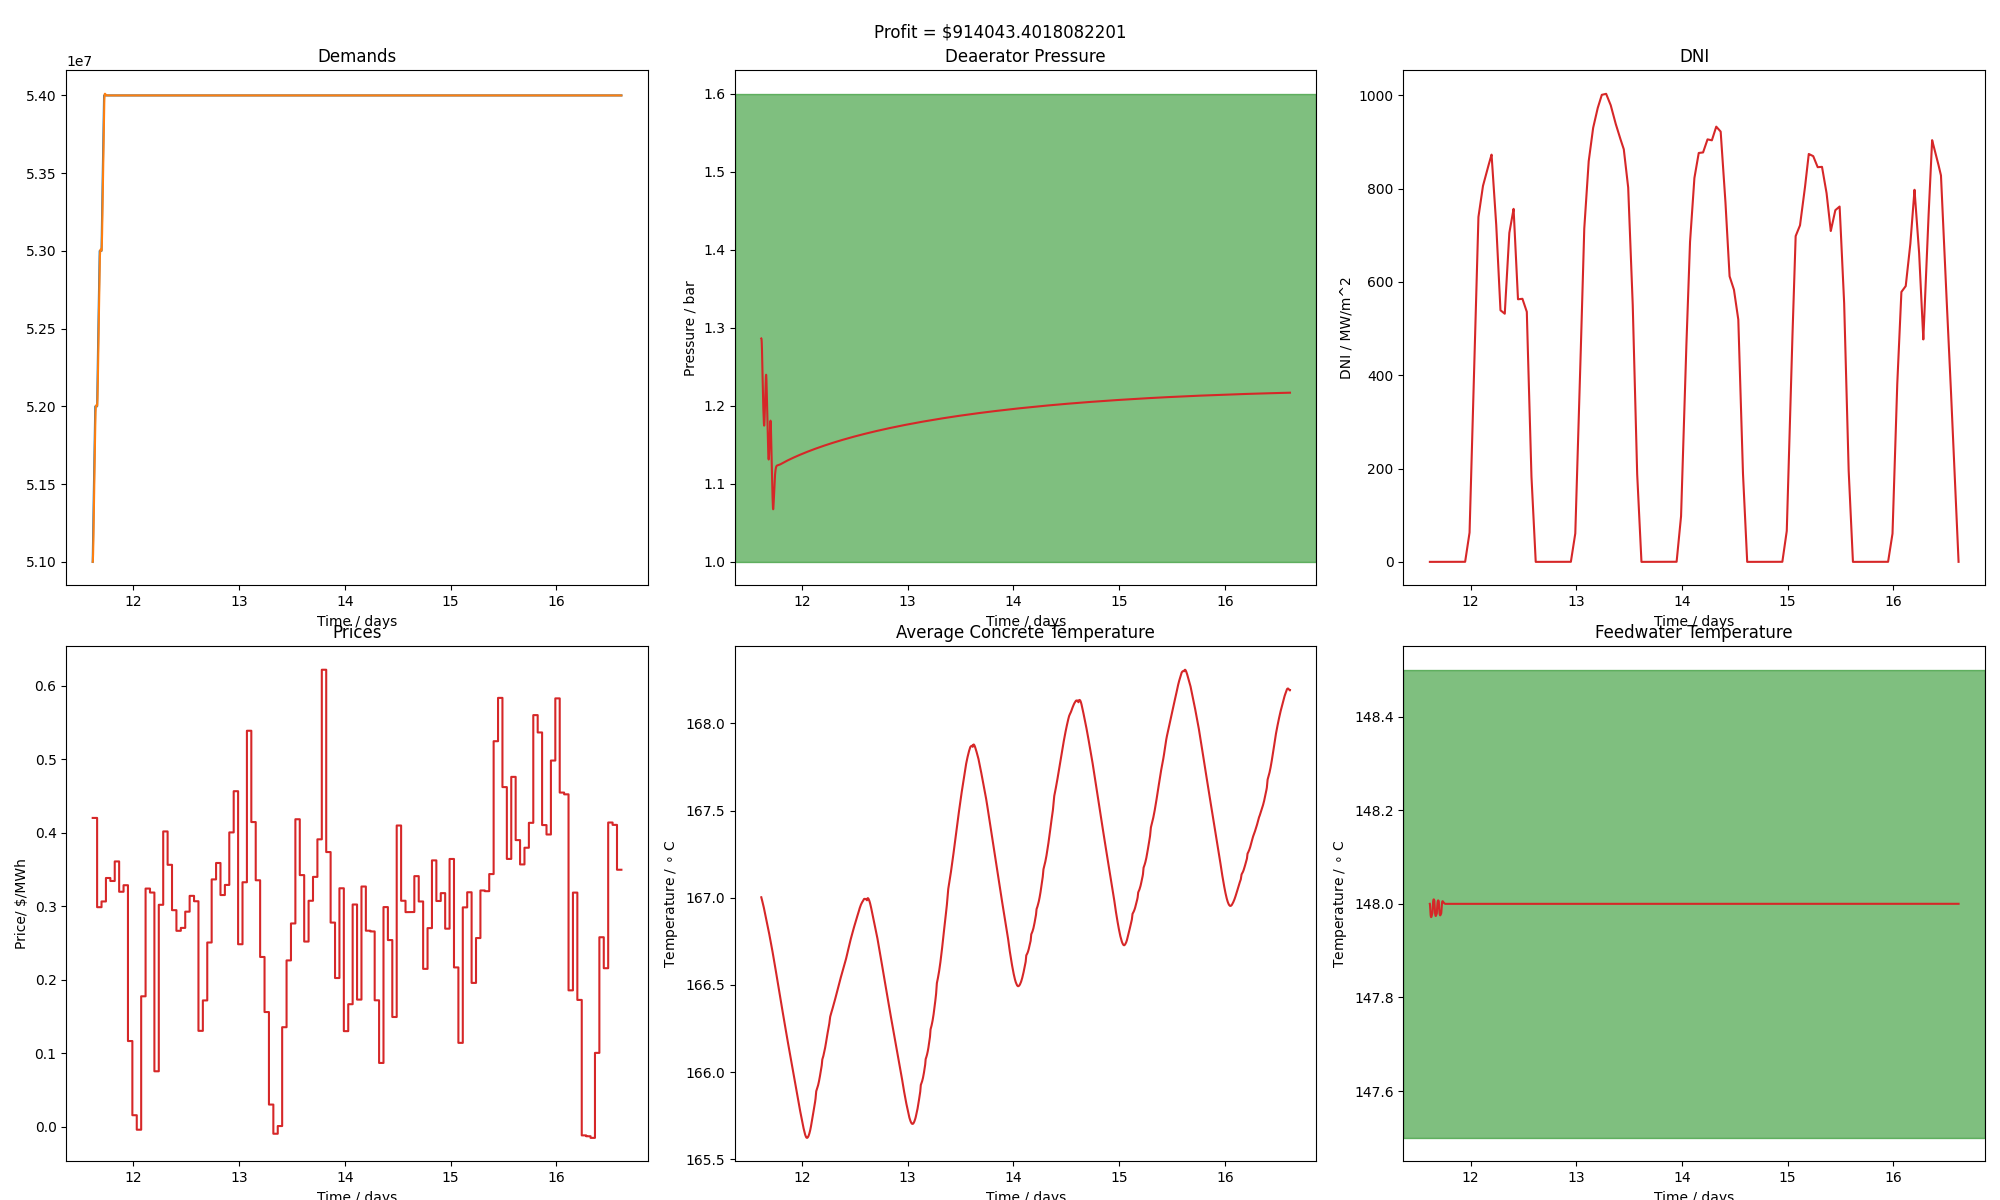 Profit = $914043.4018082201
Demands
1e7
5.40
5.35
5.30
5.25
5.20
5.15
5.10
12 13 14 15 16
Time / days
Deaerator Pressure
Pressure / bar
1.6
1.5
1.4
1.3
1.2
1.1
1.0
12 13 14 15 16
Time / days
DNI
DNI / MW/m^2
1000
800
600
400
200
0
12 13 14 15 16
Time / days
Prices
Price/ $/MWh
0.6
0.5
0.4
0.3
0.2
0.1
0.0
12 13 14 15 16
Time / days
Average Concrete Temperature
Temperature / ∘ C
168.0
167.5
167.0
166.5
166.0
165.5
12 13 14 15 16
Time / days
Feedwater Temperature
Temperature / ∘ C
148.4
148.2
148.0
147.8
147.6
12 13 14 15 16
Time / days